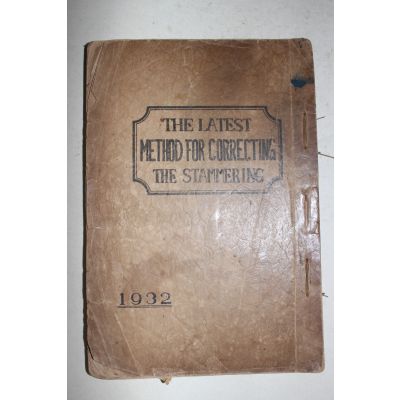 THE LATEST
METHOD FOR CORRECTING
THE STAMMERING
1932